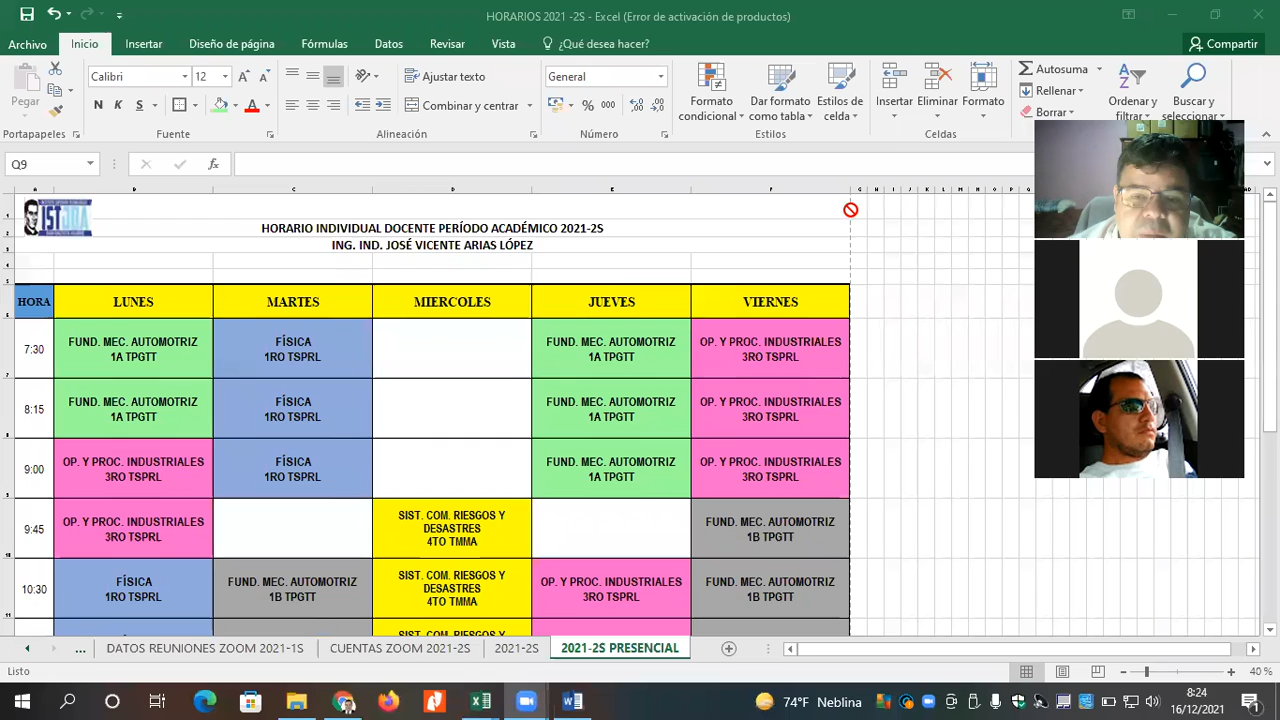 HORARIOS 2021 -2S - Excel (Error de activación de productos)
Archivo Inicio Insertar Diseño de página Fórmulas Datos Revisar Vista ¿Qué desea hacer? Compartir
Pegar
Calibri 12
N K S
Ajustar texto
Combinar y centrar
General
% 000
Formato condicional
Dar formato como tabla
Estilos de celda
Insertar
Eliminar
Formato
Autosuma
Rellenar
Borrar
Ordenar y filtrar
Buscar y seleccionar
Portapapeles Fuente Alineación Número Estilos Celdas
Q9 fx
ISTJBA
HORARIO INDIVIDUAL DOCENTE PERÍODO ACADÉMICO 2021-2S
ING. IND. JOSÉ VICENTE ARIAS LÓPEZ
HORA LUNES MARTES MIERCOLES JUEVES VIERNES
7:30
FUND. MEC. AUTOMOTRIZ
1A TPGTT
FÍSICA
1RO TSPRL
FUND. MEC. AUTOMOTRIZ
1A TPGTT
OP. Y PROC. INDUSTRIALES
3RO TSPRL
8:15
FUND. MEC. AUTOMOTRIZ
1A TPGTT
FÍSICA
1RO TSPRL
FUND. MEC. AUTOMOTRIZ
1A TPGTT
OP. Y PROC. INDUSTRIALES
3RO TSPRL
9:00
OP. Y PROC. INDUSTRIALES
3RO TSPRL
FÍSICA
1RO TSPRL
FUND. MEC. AUTOMOTRIZ
1A TPGTT
OP. Y PROC. INDUSTRIALES
3RO TSPRL
9:45
OP. Y PROC. INDUSTRIALES
3RO TSPRL
SIST. COM. RIESGOS Y
DESASTRES
4TO TMMA
FUND. MEC. AUTOMOTRIZ
1B TPGTT
10:30
FÍSICA
1RO TSPRL
FUND. MEC. AUTOMOTRIZ
1B TPGTT
SIST. COM. RIESGOS Y
DESASTRES
4TO TMMA
OP. Y PROC. INDUSTRIALES
3RO TSPRL
FUND. MEC. AUTOMOTRIZ
1B TPGTT
SIST. COM. RIESGOS Y
... DATOS REUNIONES ZOOM 2021-1S CUENTAS ZOOM 2021-2S 2021-2S 2021-2S PRESENCIAL
Listo 40 %
74°F Neblina
8:24
16/12/2021